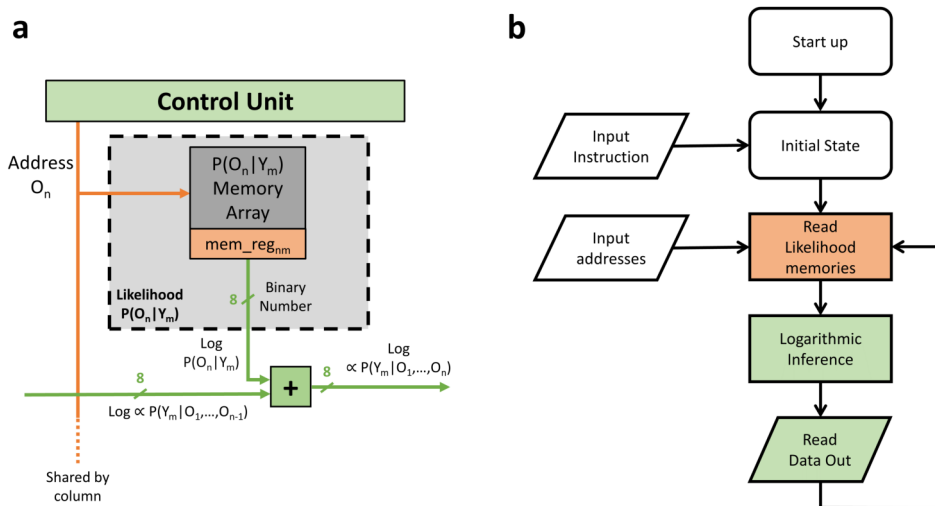 a
Control Unit
Address
Oₙ
P(Oₙ|Yₘ)
Memory
Array
mem_regₙₘ
8
Binary
Number
Likelihood
P(Oₙ|Yₘ)
Log
P(Oₙ|Yₘ)
8
Log ∝ P(Yₘ|O₁,...,Oₙ₋₁)
+
8
Log
∝ P(Yₘ|O₁,...,Oₙ)
Shared by
column
b
Start up
Input
Instruction
Initial State
Input
addresses
Read
Likelihood
memories
Logarithmic
Inference
Read
Data Out